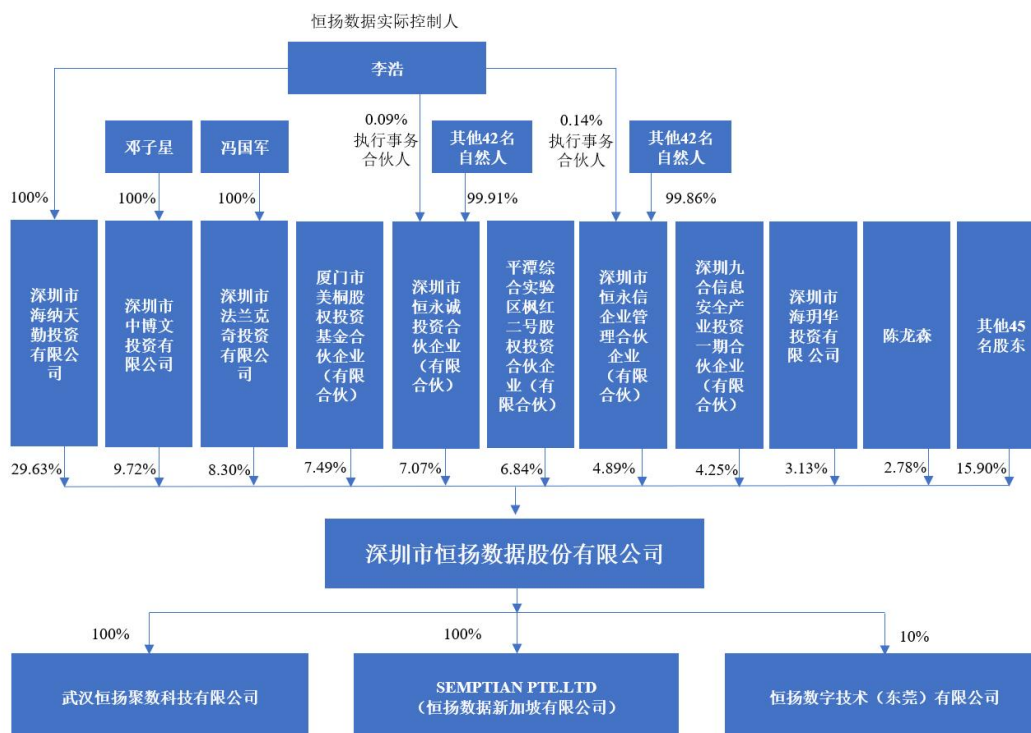 恒扬数据实际控制人
李浩
0.09%
执行事务
合伙人
其他42名
自然人
0.14%
执行事务
合伙人
其他42名
自然人
邓子星
冯国军
100%
100%
100%
99.91%
99.86%
深圳市
海纳天
勤投资
有限公
司
深圳市
中博文
投资有
限公司
深圳市
法兰克
奇投资
有限公
司
厦门市
美桐股
权投资
基金合
伙企业
（有限
合伙）
深圳市
恒永诚
投资合
伙企业
（有限
合伙）
平潭综
合实验
区枫红
二号股
权投资
合伙企
业（有
限合伙）
深圳市
恒永信
企业管
理合伙
企业
（有限
合伙）
深圳九
合信息
安全产
业投资
一期合
伙企业
（有限
合伙）
深圳市
海玥华
投资有
限 公司
陈龙森
其他45
名股东
29.63%
9.72%
8.30%
7.49%
7.07%
6.84%
4.89%
4.25%
3.13%
2.78%
15.90%
深圳市恒扬数据股份有限公司
100%
100%
10%
武汉恒扬聚数科技有限公司
SEMPTIAN PTE.LTD
（恒扬数据新加坡有限公司）
恒扬数字技术（东莞）有限公司